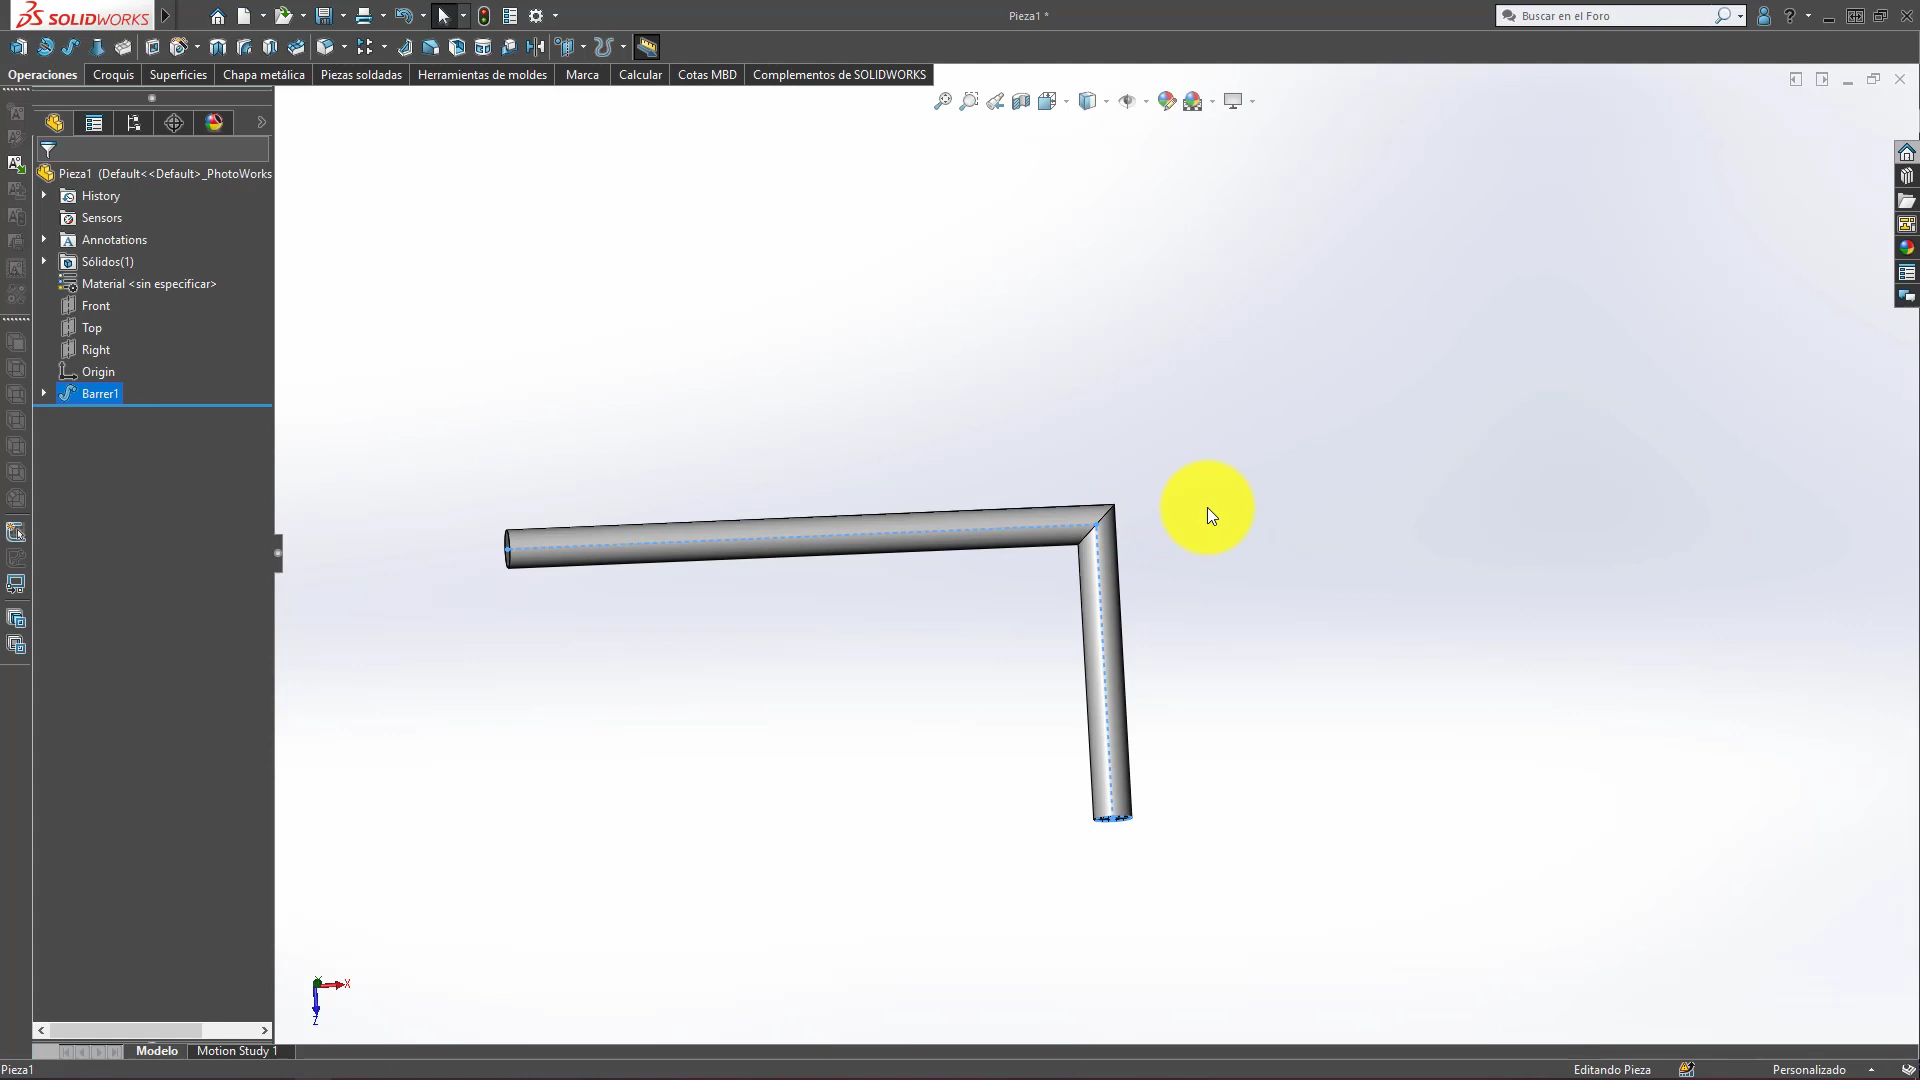 SOLIDWORKS
Pieza1 *
Buscar en el Foro
Operaciones
Croquis
Superficies
Chapa metálica
Piezas soldadas
Herramientas de moldes
Marca
Calcular
Cotas MBD
Complementos de SOLIDWORKS
Pieza1 (Default<<Default>_PhotoWorks
History
Sensors
Annotations
Sólidos(1)
Material <sin especificar>
Front
Top
Right
Origin
Barrer1
X
Z
Modelo
Motion Study 1
Pieza1
Editando Pieza
Personalizado